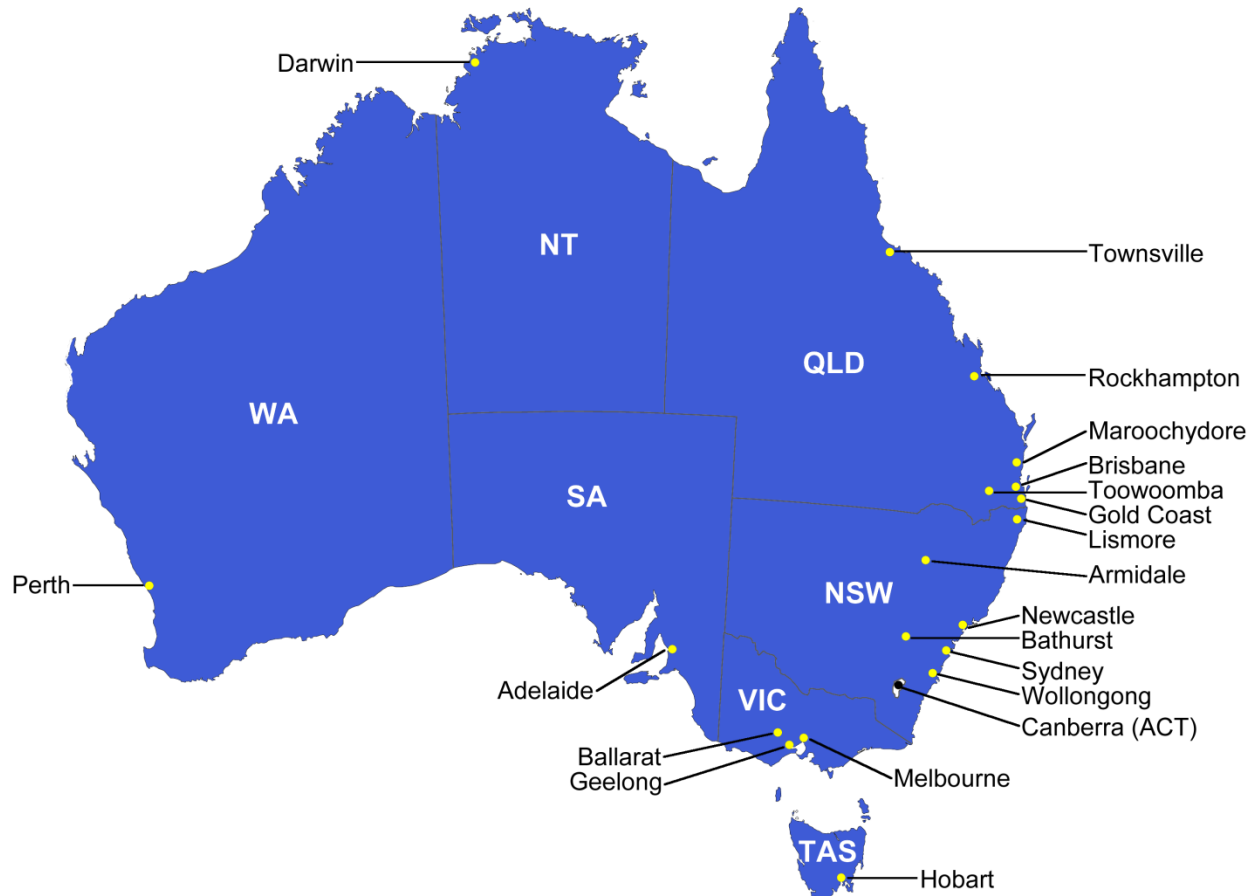 Darwin
NT
Townsville
QLD
Rockhampton
WA
Maroochydore
Brisbane
Toowoomba
SA
Gold Coast
Lismore
Armidale
Perth
NSW
Newcastle
Bathurst
Sydney
Adelaide
Wollongong
VIC
Canberra (ACT)
Ballarat
Geelong
Melbourne
TAS
Hobart